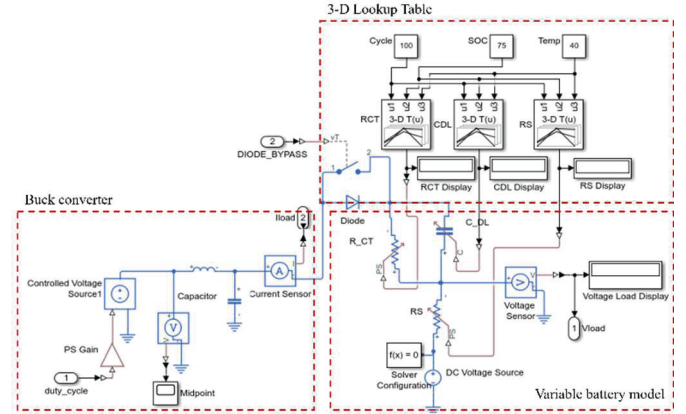 3-D Lookup Table
Cycle
SOC
Temp
100
75
40
u1 u2 u3
u1 u2 u3
u1 u2 u3
RCT
3-D T(u)
CDL
3-D T(u)
RS
3-D T(u)
2
DIODE_BYPASS
vT
1
2
RCT Display
CDL Display
RS Display
Diode
Buck converter
Iload
2
I
A
Current Sensor
Controlled Voltage
Source1
Capacitor
V
V
PS Gain
1
duty_cycle
Midpoint
C_DL
R_CT
PS
C
V
V
Voltage
Sensor
Voltage Load Display
RS
PS
1
Vload
f(x) = 0
Solver
Configuration
DC Voltage Source
Variable battery model